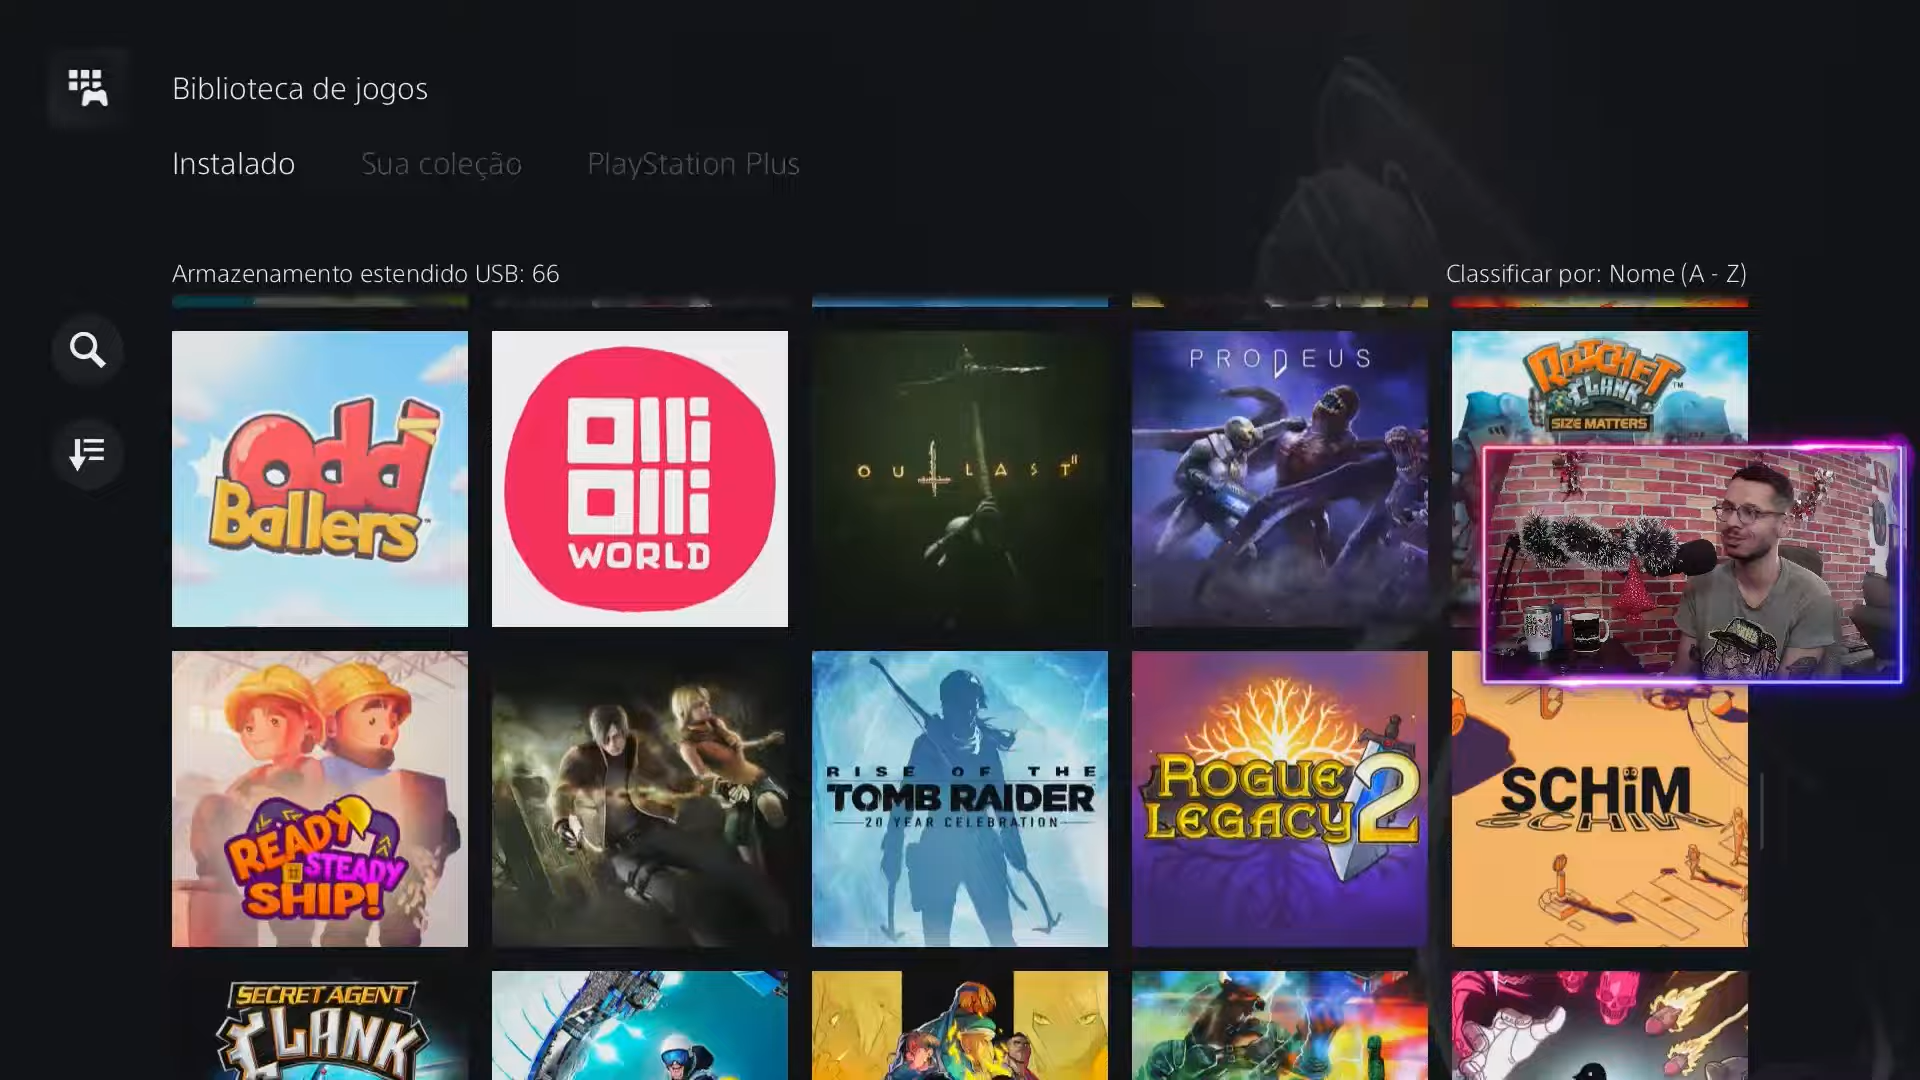 Biblioteca de jogos
Instalado
Sua coleção
PlayStation Plus
Armazenamento estendido USB: 66
Classificar por: Nome (A - Z)
Odd
Ballers
Olli
Olli
WORLD
OUTLAST II
PRODEUS
RATCHET
CLANK
SIZE MATTERS
READY
STEADY
SHIP!
RISE OF THE
TOMB RAIDER
20 YEAR CELEBRATION
ROGUE
LEGACY 2
SCHiM
SECRET AGENT
CLANK